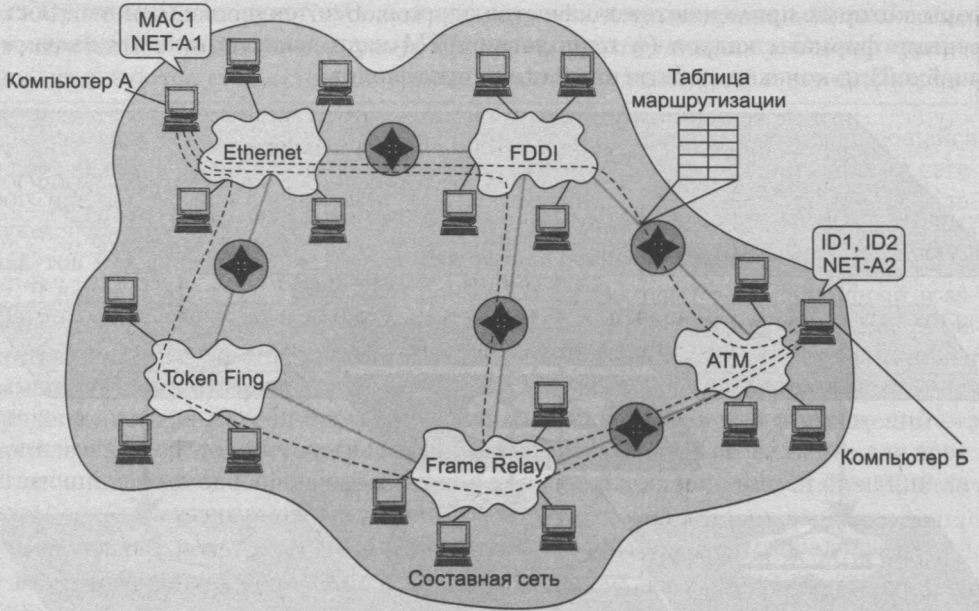 MAC1
NET-A1
Компьютер А
Таблица
маршрутизации
Ethernet
FDDI
ID1, ID2
NET-A2
Token Fing
ATM
Frame Relay
Компьютер Б
Составная сеть